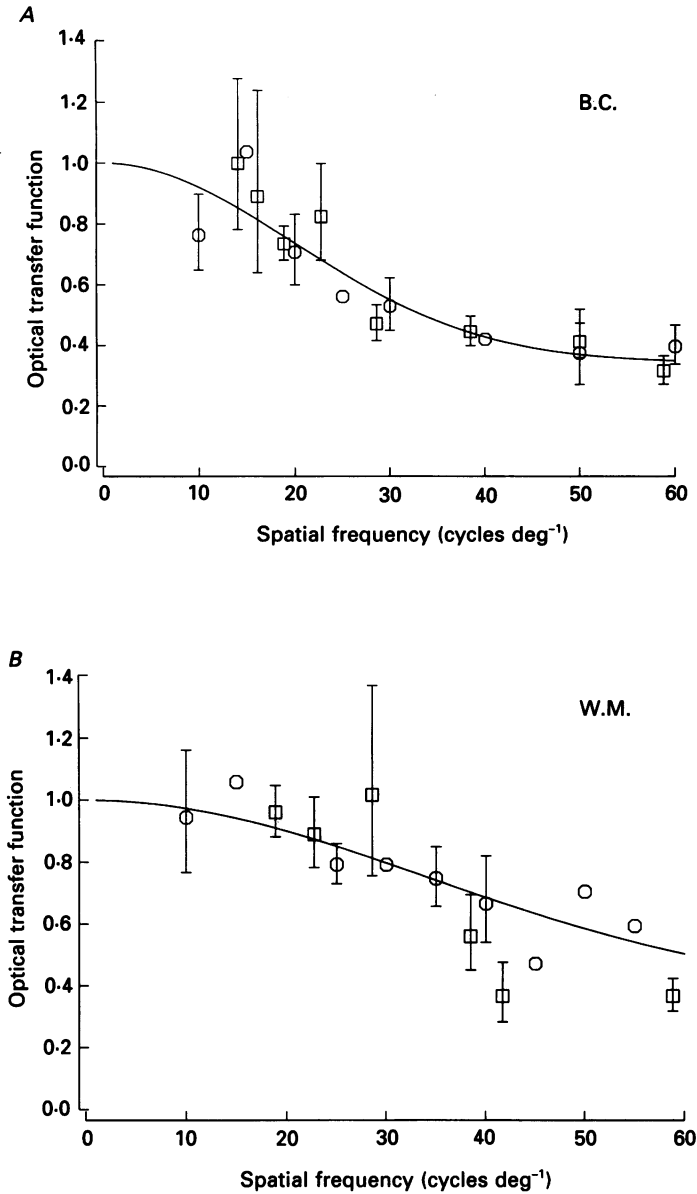 A
1·4
1·2
1·0
0·8
0·6
0·4
0·2
0·0
Optical transfer function
B.C.
0 10 20 30 40 50 60
Spatial frequency (cycles deg⁻¹)
B
1·4
1·2
1·0
0·8
0·6
0·4
0·2
0·0
Optical transfer function
W.M.
0 10 20 30 40 50 60
Spatial frequency (cycles deg⁻¹)